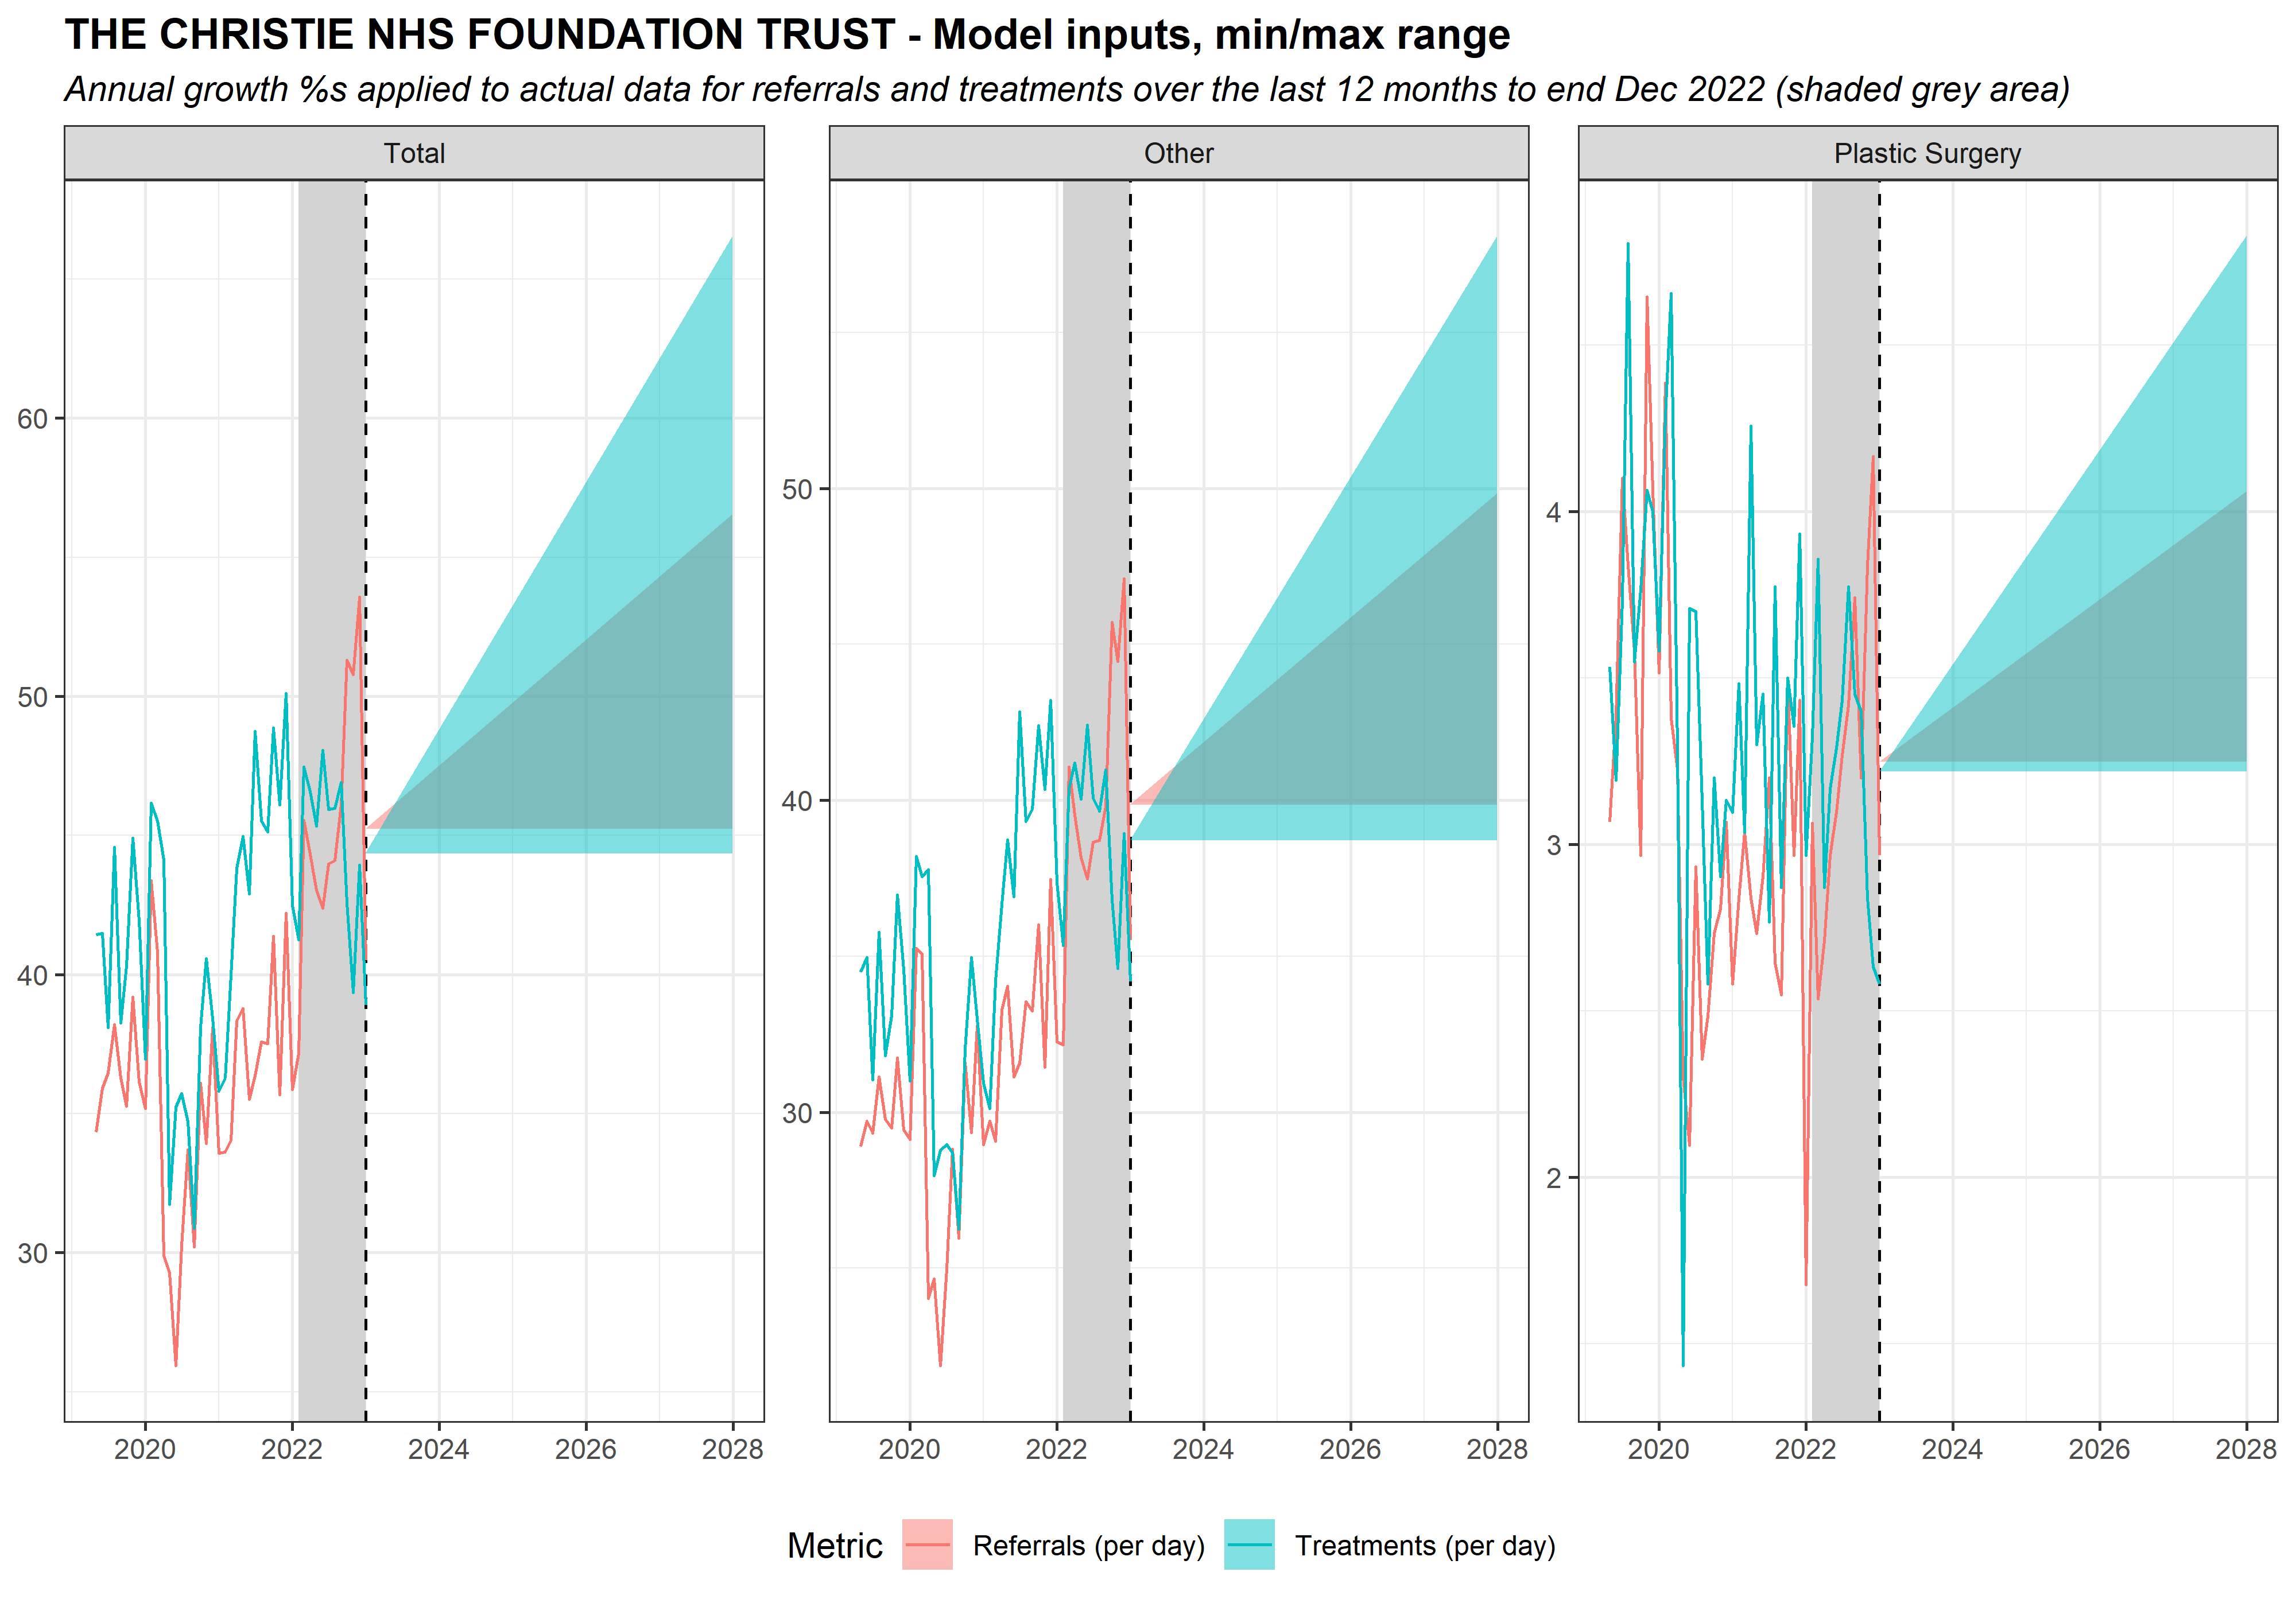 THE CHRISTIE NHS FOUNDATION TRUST - Model inputs, min/max range
Annual growth %s applied to actual data for referrals and treatments over the last 12 months to end Dec 2022 (shaded grey area)
Total
Other
Plastic Surgery
60
50
40
30
50
40
30
4
3
2
2020 2022 2024 2026 2028
2020 2022 2024 2026 2028
2020 2022 2024 2026 2028
Metric Referrals (per day) Treatments (per day)